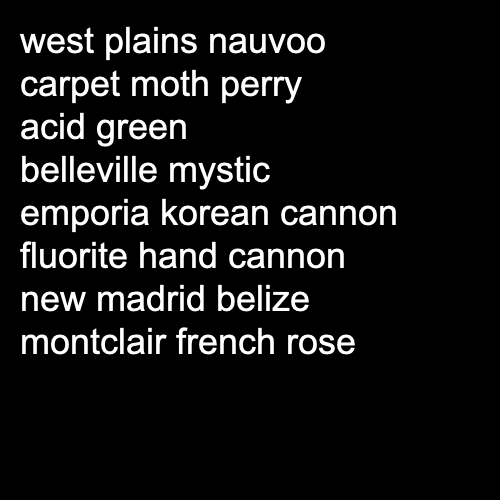 west plains nauvoo
carpet moth perry
acid green
belleville mystic
emporia korean cannon
fluorite hand cannon
new madrid belize
montclair french rose